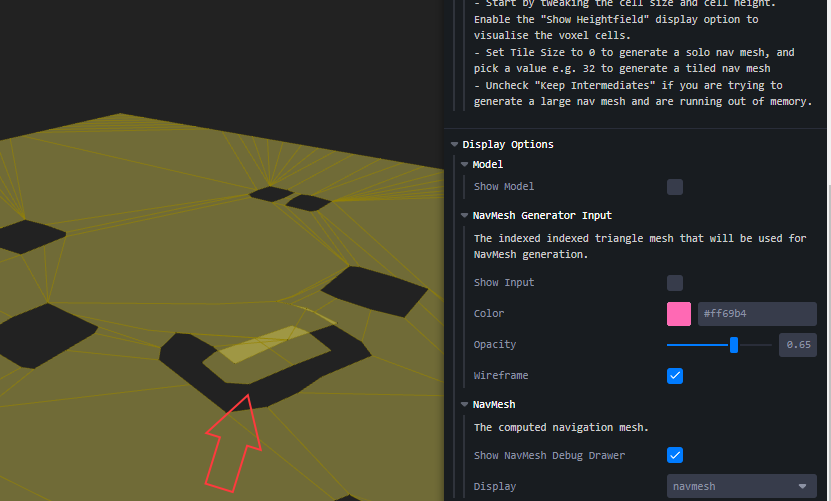 - Start by tweaking the cell size and cell height.
Enable the "Show Heightfield" display option to
visualise the voxel cells.
- Set Tile Size to 0 to generate a solo nav mesh, and
pick a value e.g. 32 to generate a tiled nav mesh
- Uncheck "Keep Intermediates" if you are trying to
generate a large nav mesh and are running out of memory.
Display Options
Model
Show Model
NavMesh Generator Input
The indexed indexed triangle mesh that will be used for
NavMesh generation.
Show Input
Color #ff69b4
Opacity 0.65
Wireframe
NavMesh
The computed navigation mesh.
Show NavMesh Debug Drawer
Display navmesh